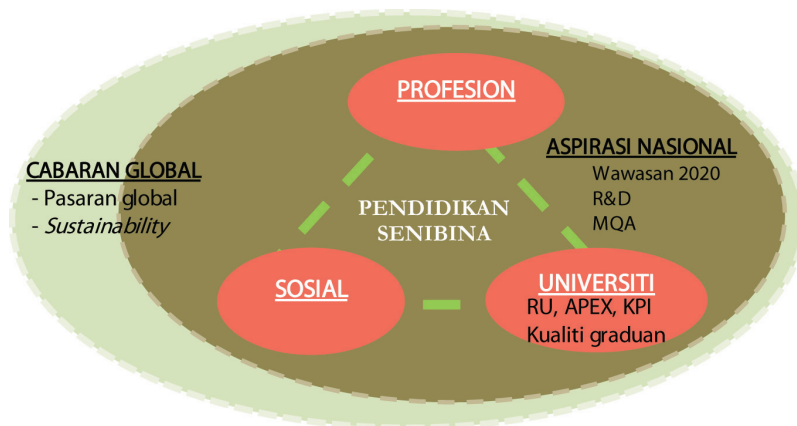 PROFESION
ASPIRASI NASIONAL
Wawasan 2020
R&D
MQA
CABARAN GLOBAL
- Pasaran global
- Sustainability
PENDIDIKAN
SENIBINA
SOSIAL
UNIVERSITI
RU, APEX, KPI
Kualiti graduan